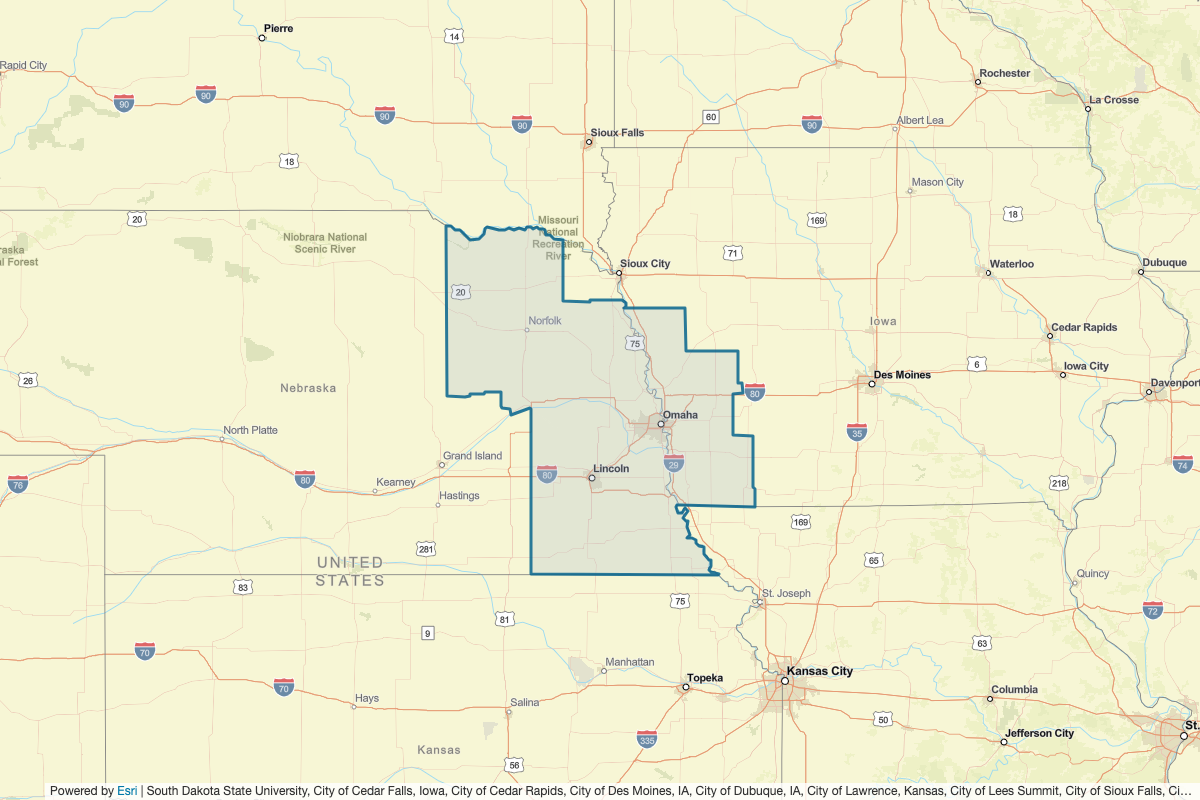 Pierre
14
Rapid City
90
90
90
90
90
Rochester
La Crosse
60
Sioux Falls
Albert Lea
18
Mason City
20
169
18
Missouri
National
Recreation
River
Niobrara National
Scenic River
raska
al Forest
71
Sioux City
Waterloo
Dubuque
20
Norfolk
75
Iowa
Cedar Rapids
26
Nebraska
6
Iowa City
Des Moines
Davenport
80
Omaha
North Platte
35
Grand Island
Lincoln
29
80
74
76
80
Kearney
Hastings
218
169
281
65
UNITED
STATES
Quincy
83
75
St. Joseph
72
81
9
63
70
Manhattan
Kansas City
Topeka
70
Hays
Salina
Columbia
50
335
Jefferson City
St.
Kansas
56
Powered by Esri | South Dakota State University, City of Cedar Falls, Iowa, City of Cedar Rapids, City of Des Moines, IA, City of Dubuque, IA, City of Lawrence, Kansas, City of Lees Summit, City of Sioux Falls, Ci...